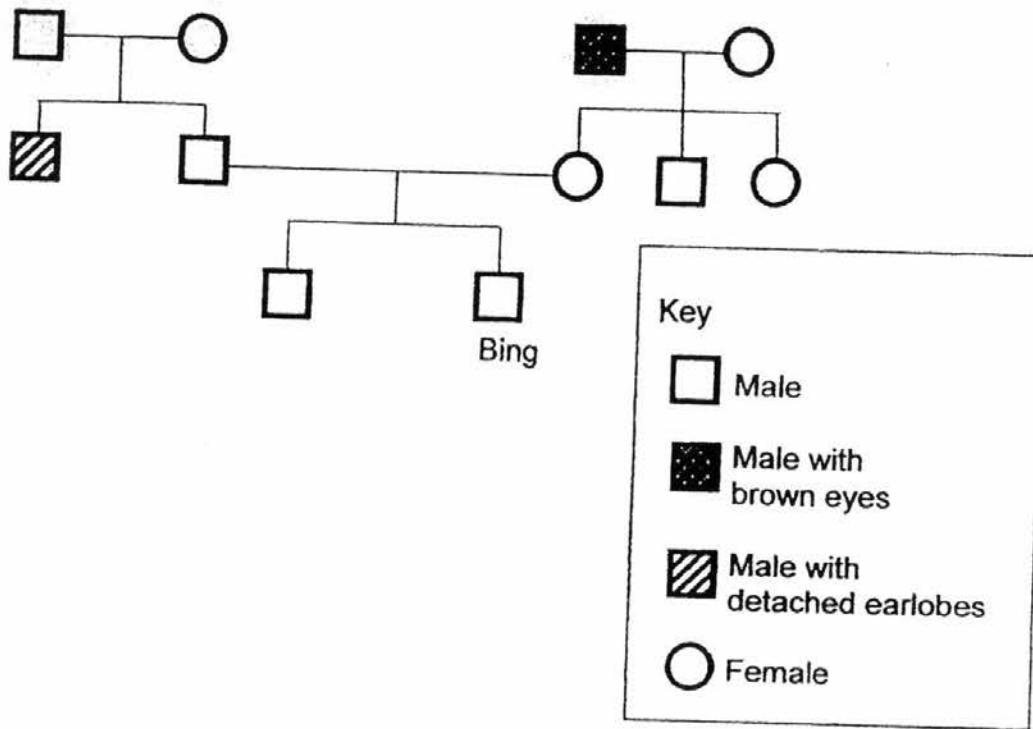 Bing
Key
Male
Male with
brown eyes
Male with
detached earlobes
Female